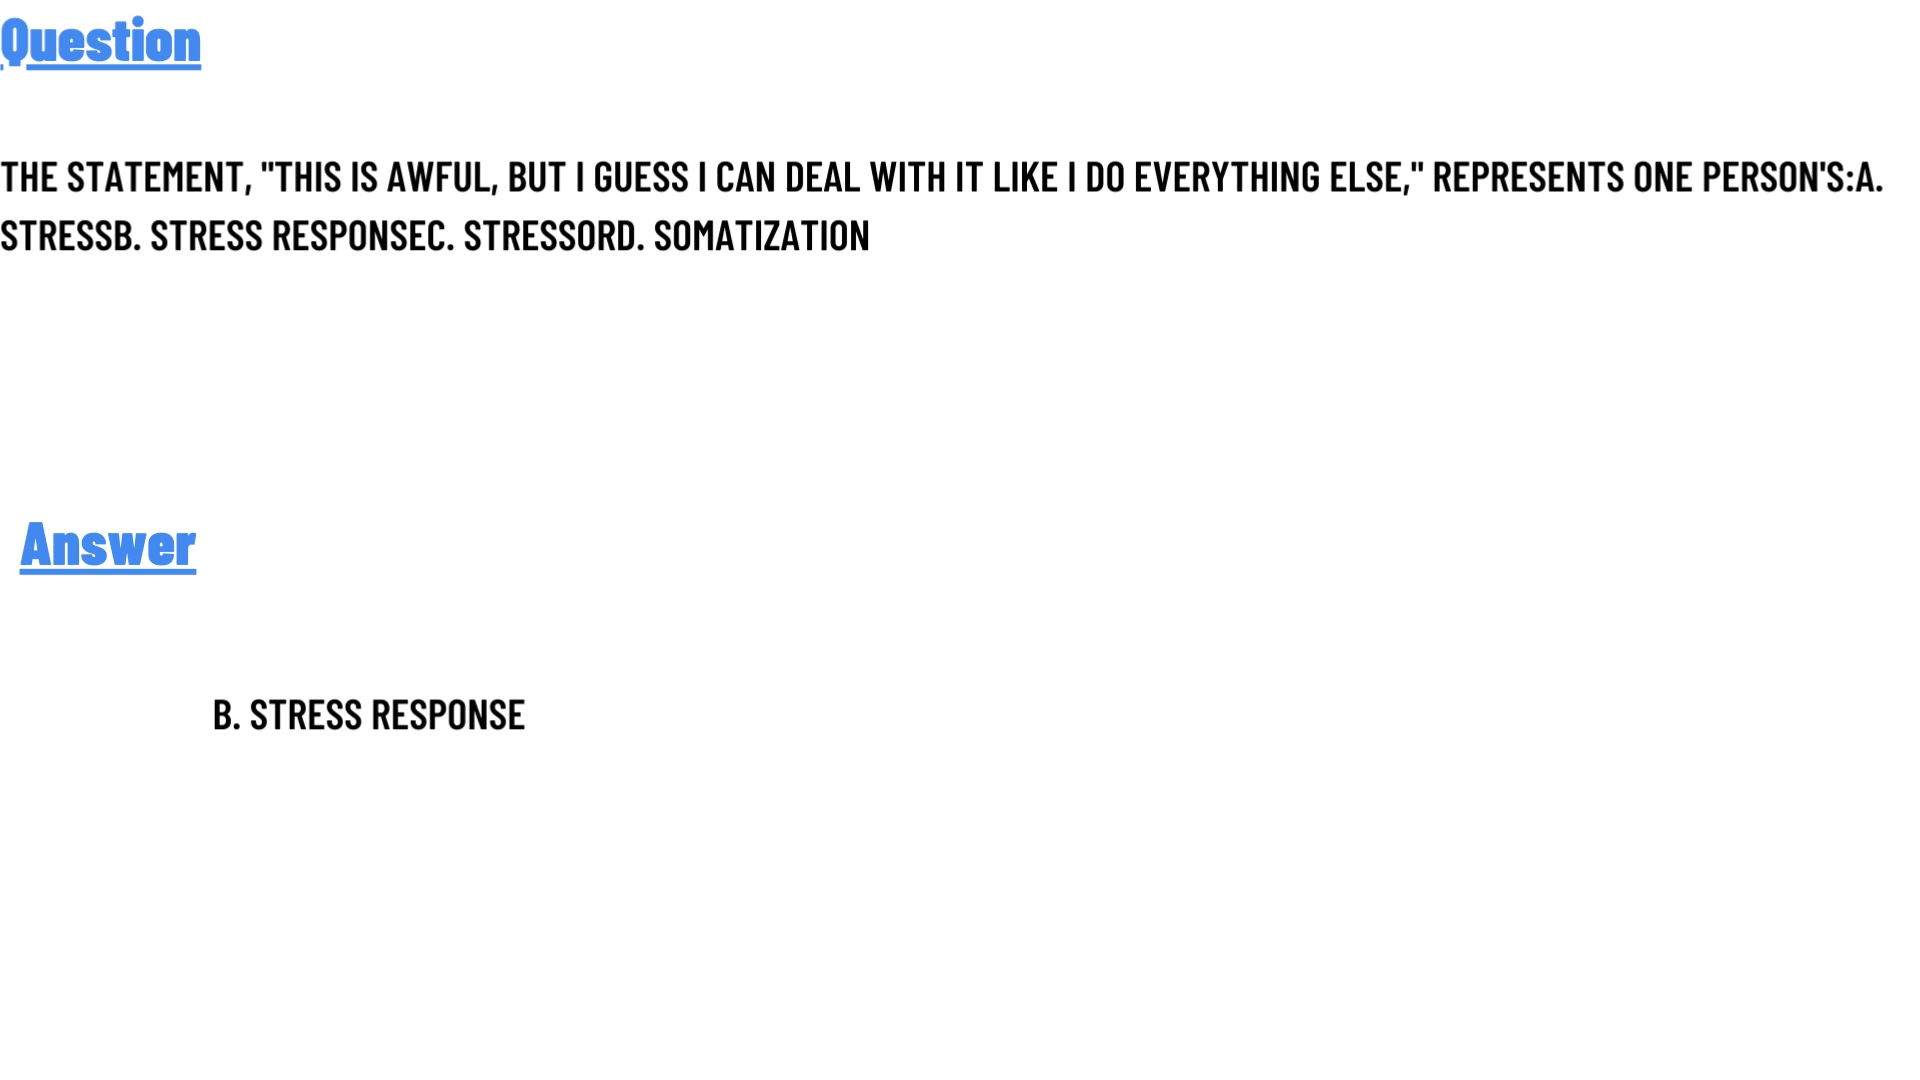 Question
THE STATEMENT, "THIS IS AWFUL, BUT I GUESS I CAN DEAL WITH IT LIKE I DO EVERYTHING ELSE," REPRESENTS ONE PERSON'S:A.
STRESSB. STRESS RESPONSEC. STRESSORD. SOMATIZATION
Answer
B. STRESS RESPONSE